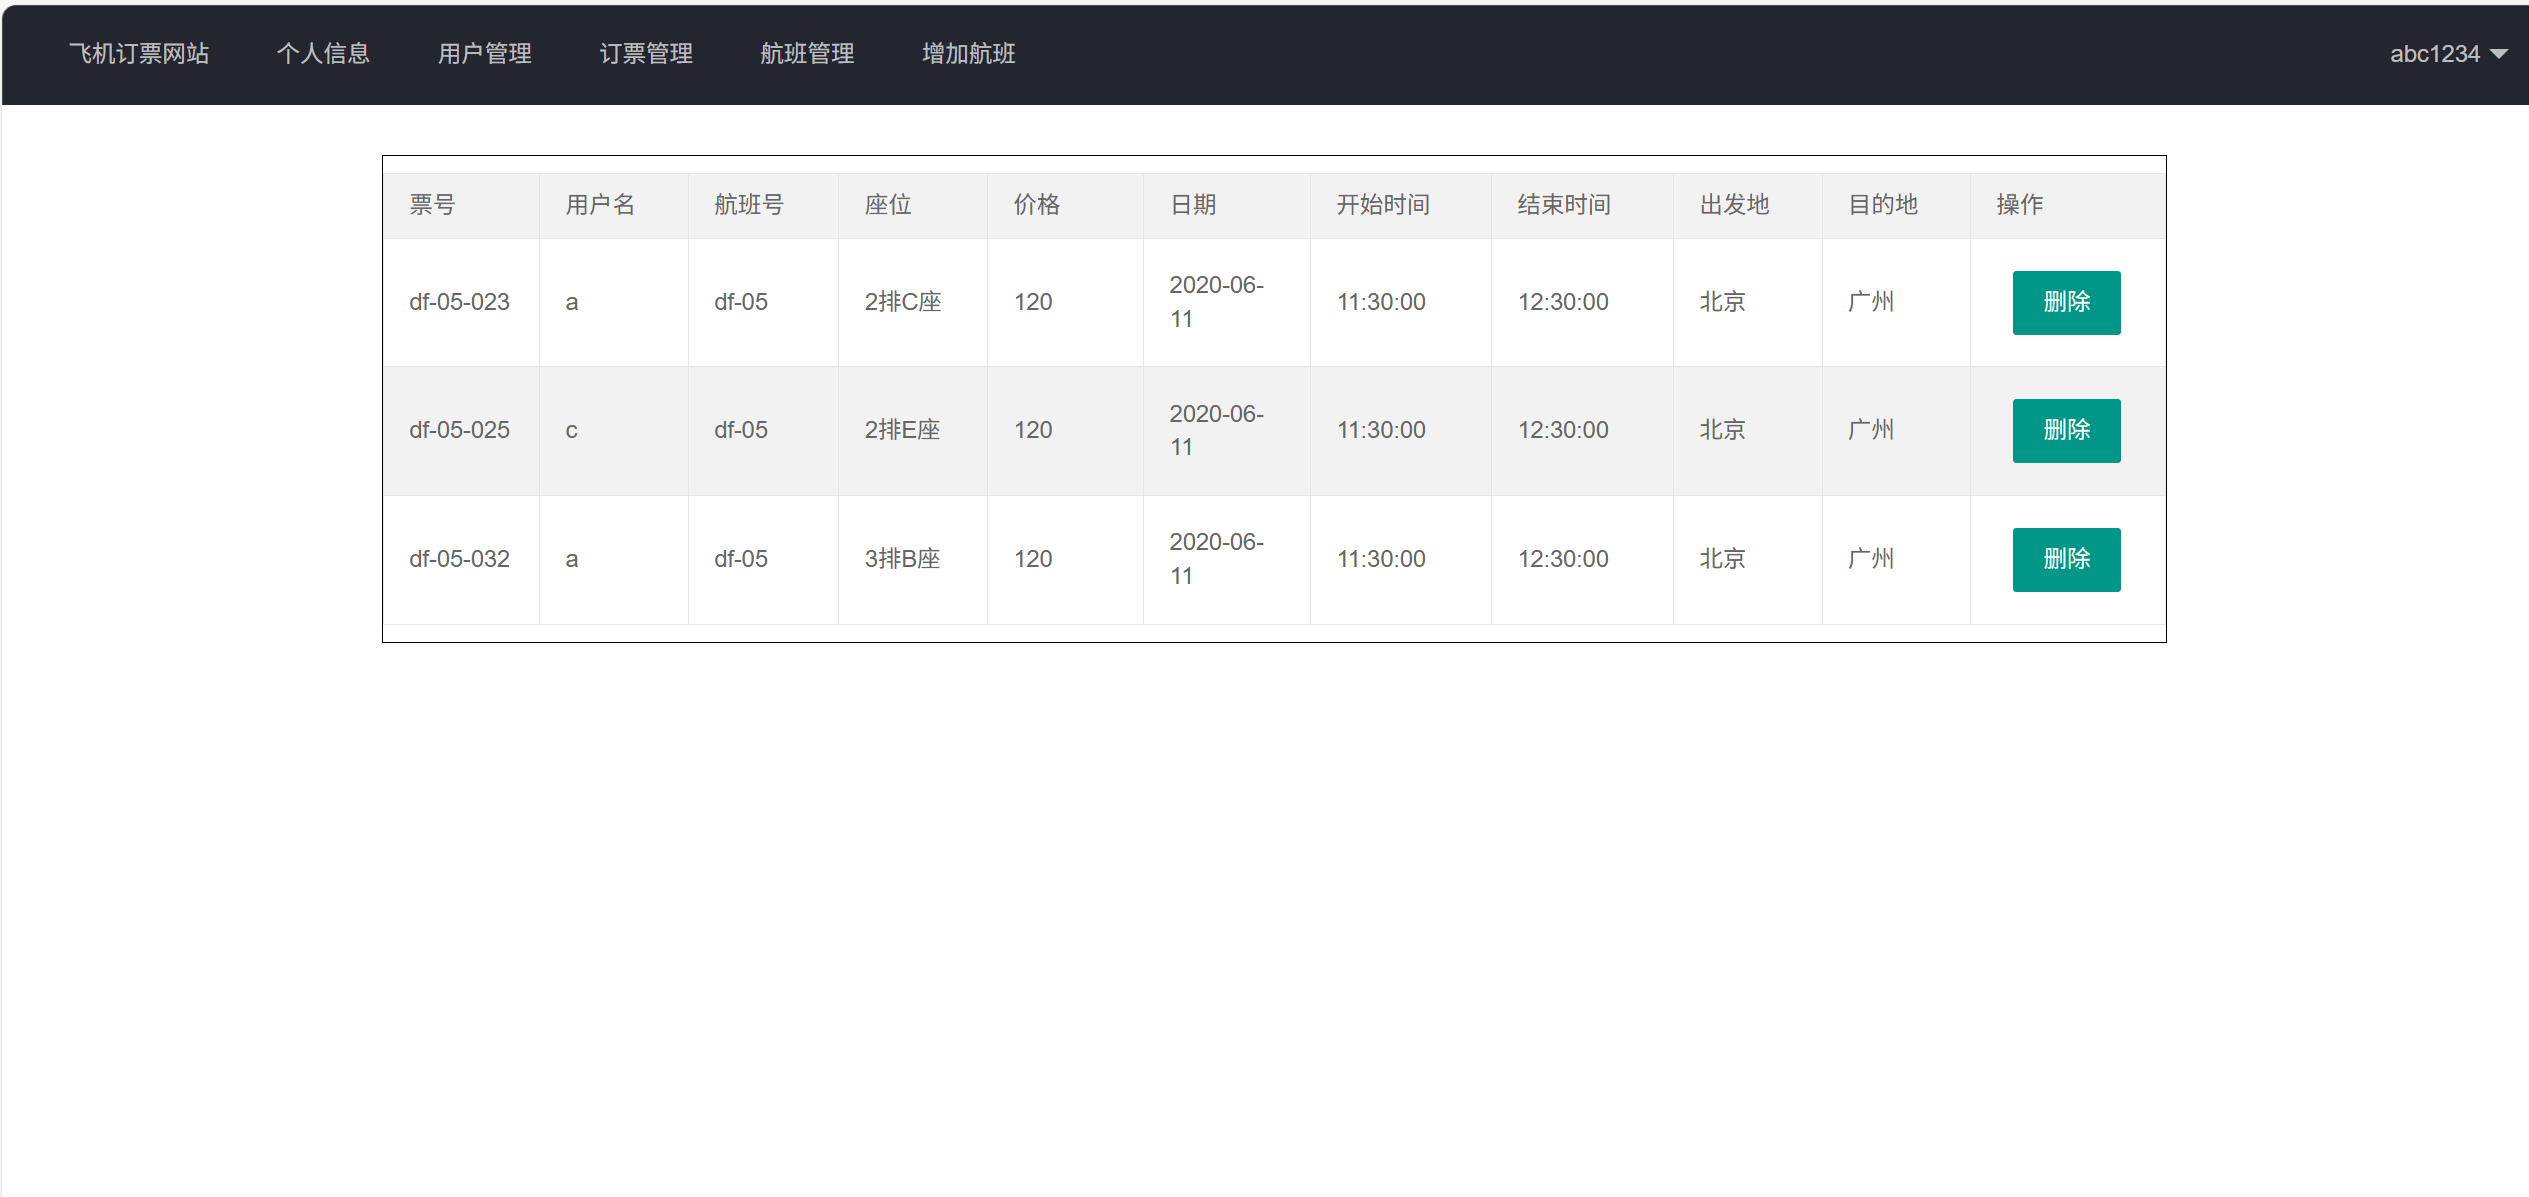 飞机订票网站 个人信息 用户管理 订票管理 航班管理 增加航班 abc1234
票号 用户名 航班号 座位 价格 日期 开始时间 结束时间 出发地 目的地 操作
df-05-023 a df-05 2排C座 120 2020-06-11 11:30:00 12:30:00 北京 广州 删除
df-05-025 c df-05 2排E座 120 2020-06-11 11:30:00 12:30:00 北京 广州 删除
df-05-032 a df-05 3排B座 120 2020-06-11 11:30:00 12:30:00 北京 广州 删除